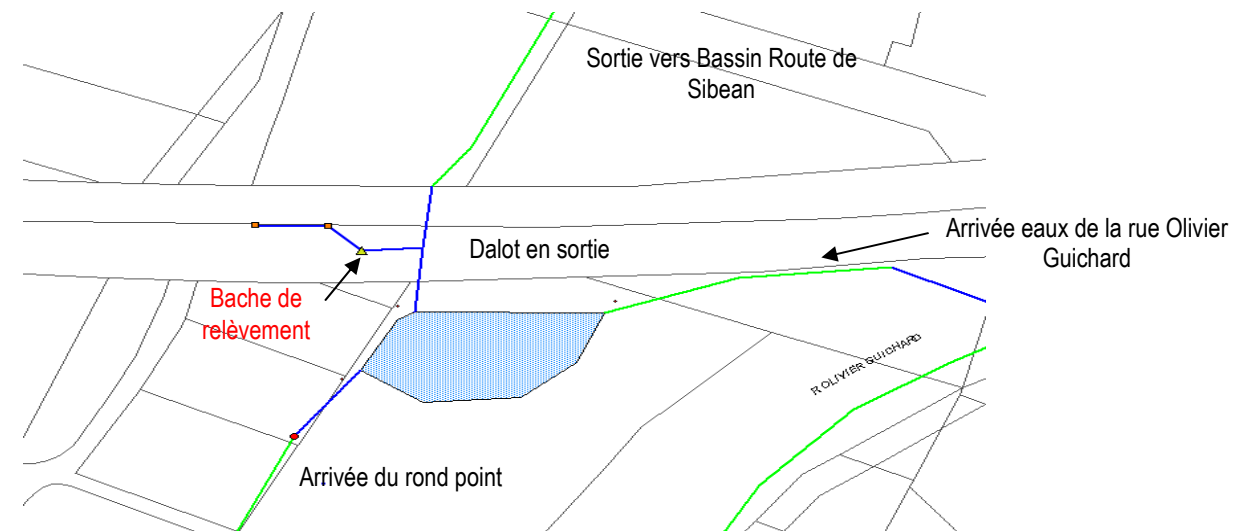 Sortie vers Bassin Route de
Sibean
Arrivée eaux de la rue Olivier
Guichard
Dalot en sortie
Bache de
relèvement
R OLIVIER GUICHARD
Arrivée du rond point